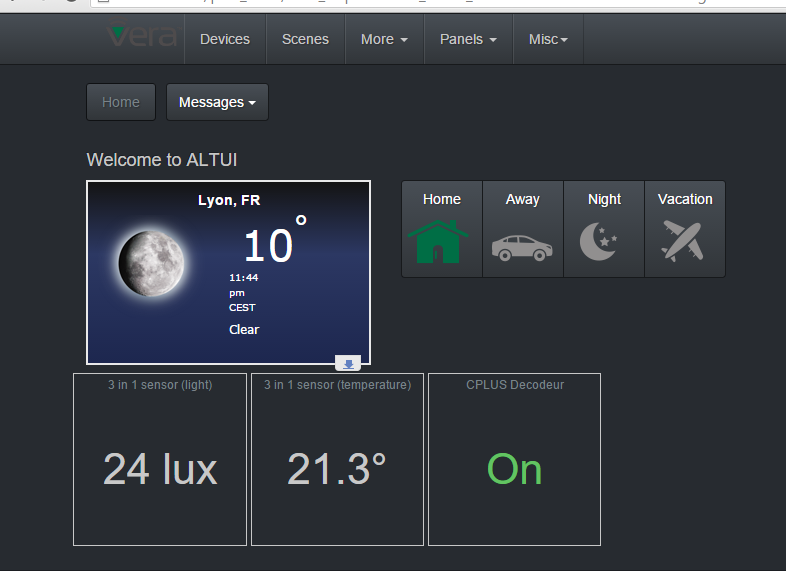 vera
Devices
Scenes
More
Panels
Misc
Home
Messages
Welcome to ALTUI
Lyon, FR
10°
11:44
pm
CEST
Clear
Home
Away
Night
Vacation
3 in 1 sensor (light)
3 in 1 sensor (temperature)
CPLUS Decodeur
24 lux
21.3°
On